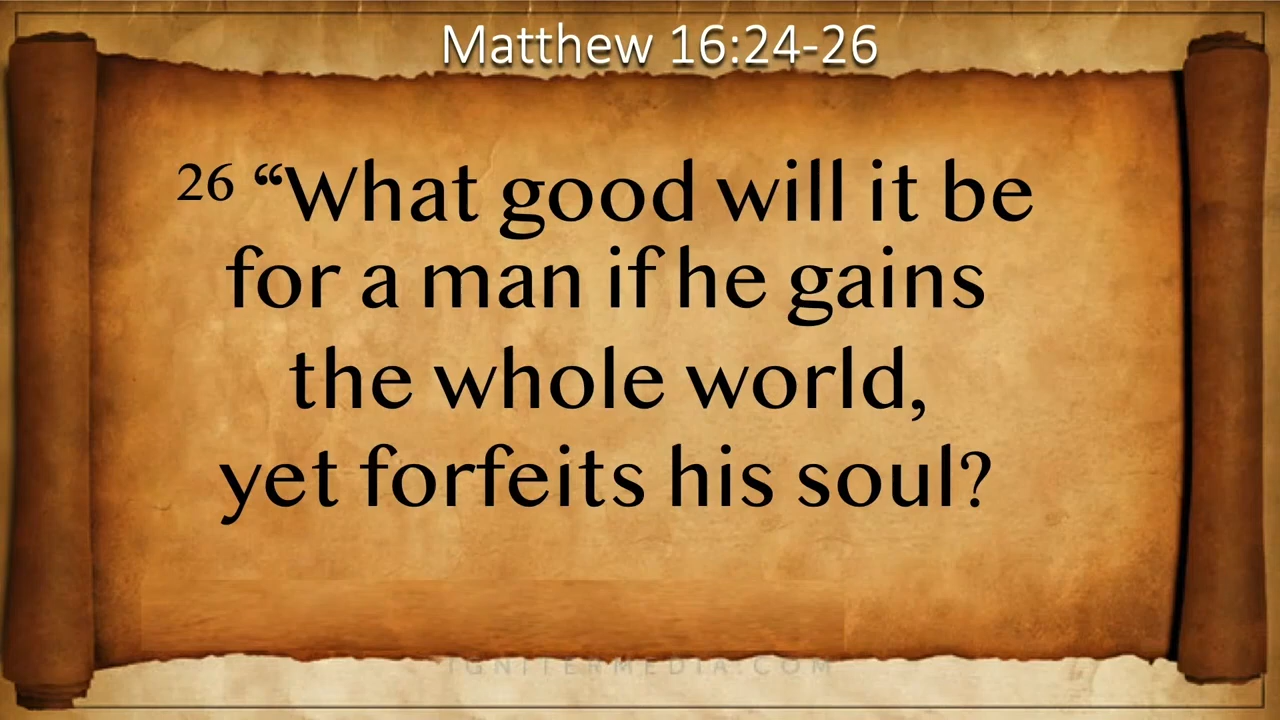 Matthew 16:24-26
26 “What good will it be
for a man if he gains
the whole world,
yet forfeits his soul?
IGNITERMEDIA.COM